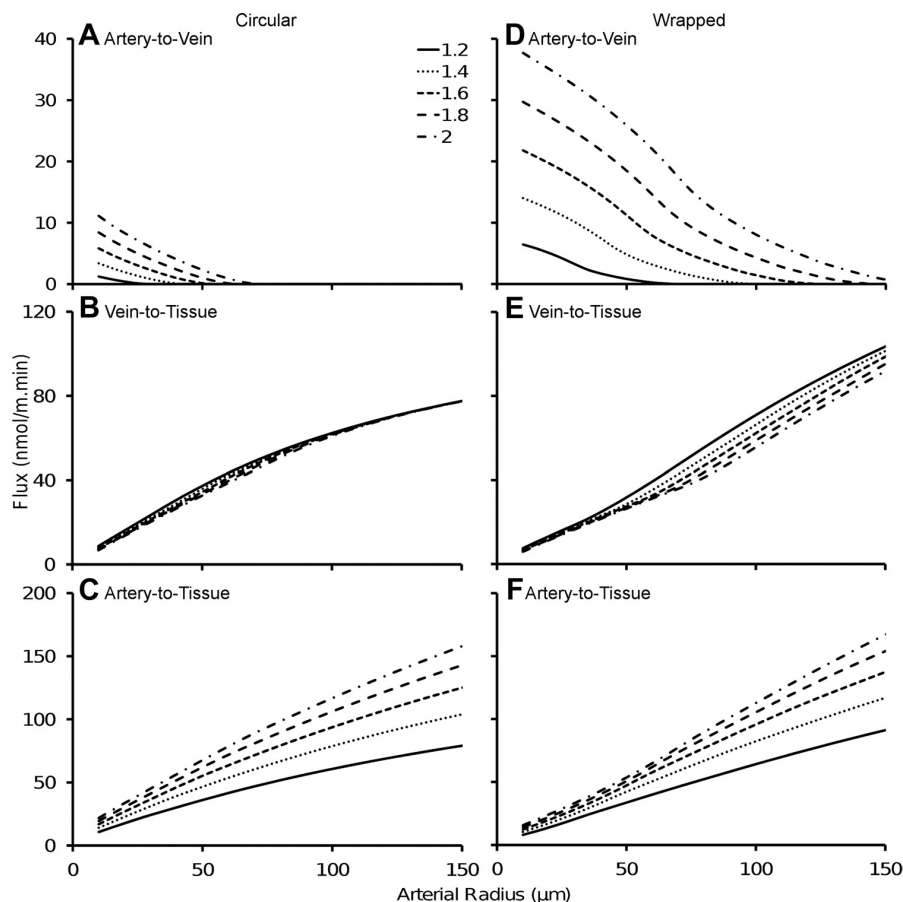 Circular
Wrapped
A Artery-to-Vein
D Artery-to-Vein
1.2
1.4
1.6
1.8
2
40
30
20
10
0
B Vein-to-Tissue
E Vein-to-Tissue
120
80
40
0
Flux (nmol/m.min)
C Artery-to-Tissue
F Artery-to-Tissue
200
150
100
50
0
0 50 100 150 0 50 100 150
Arterial Radius (μm)